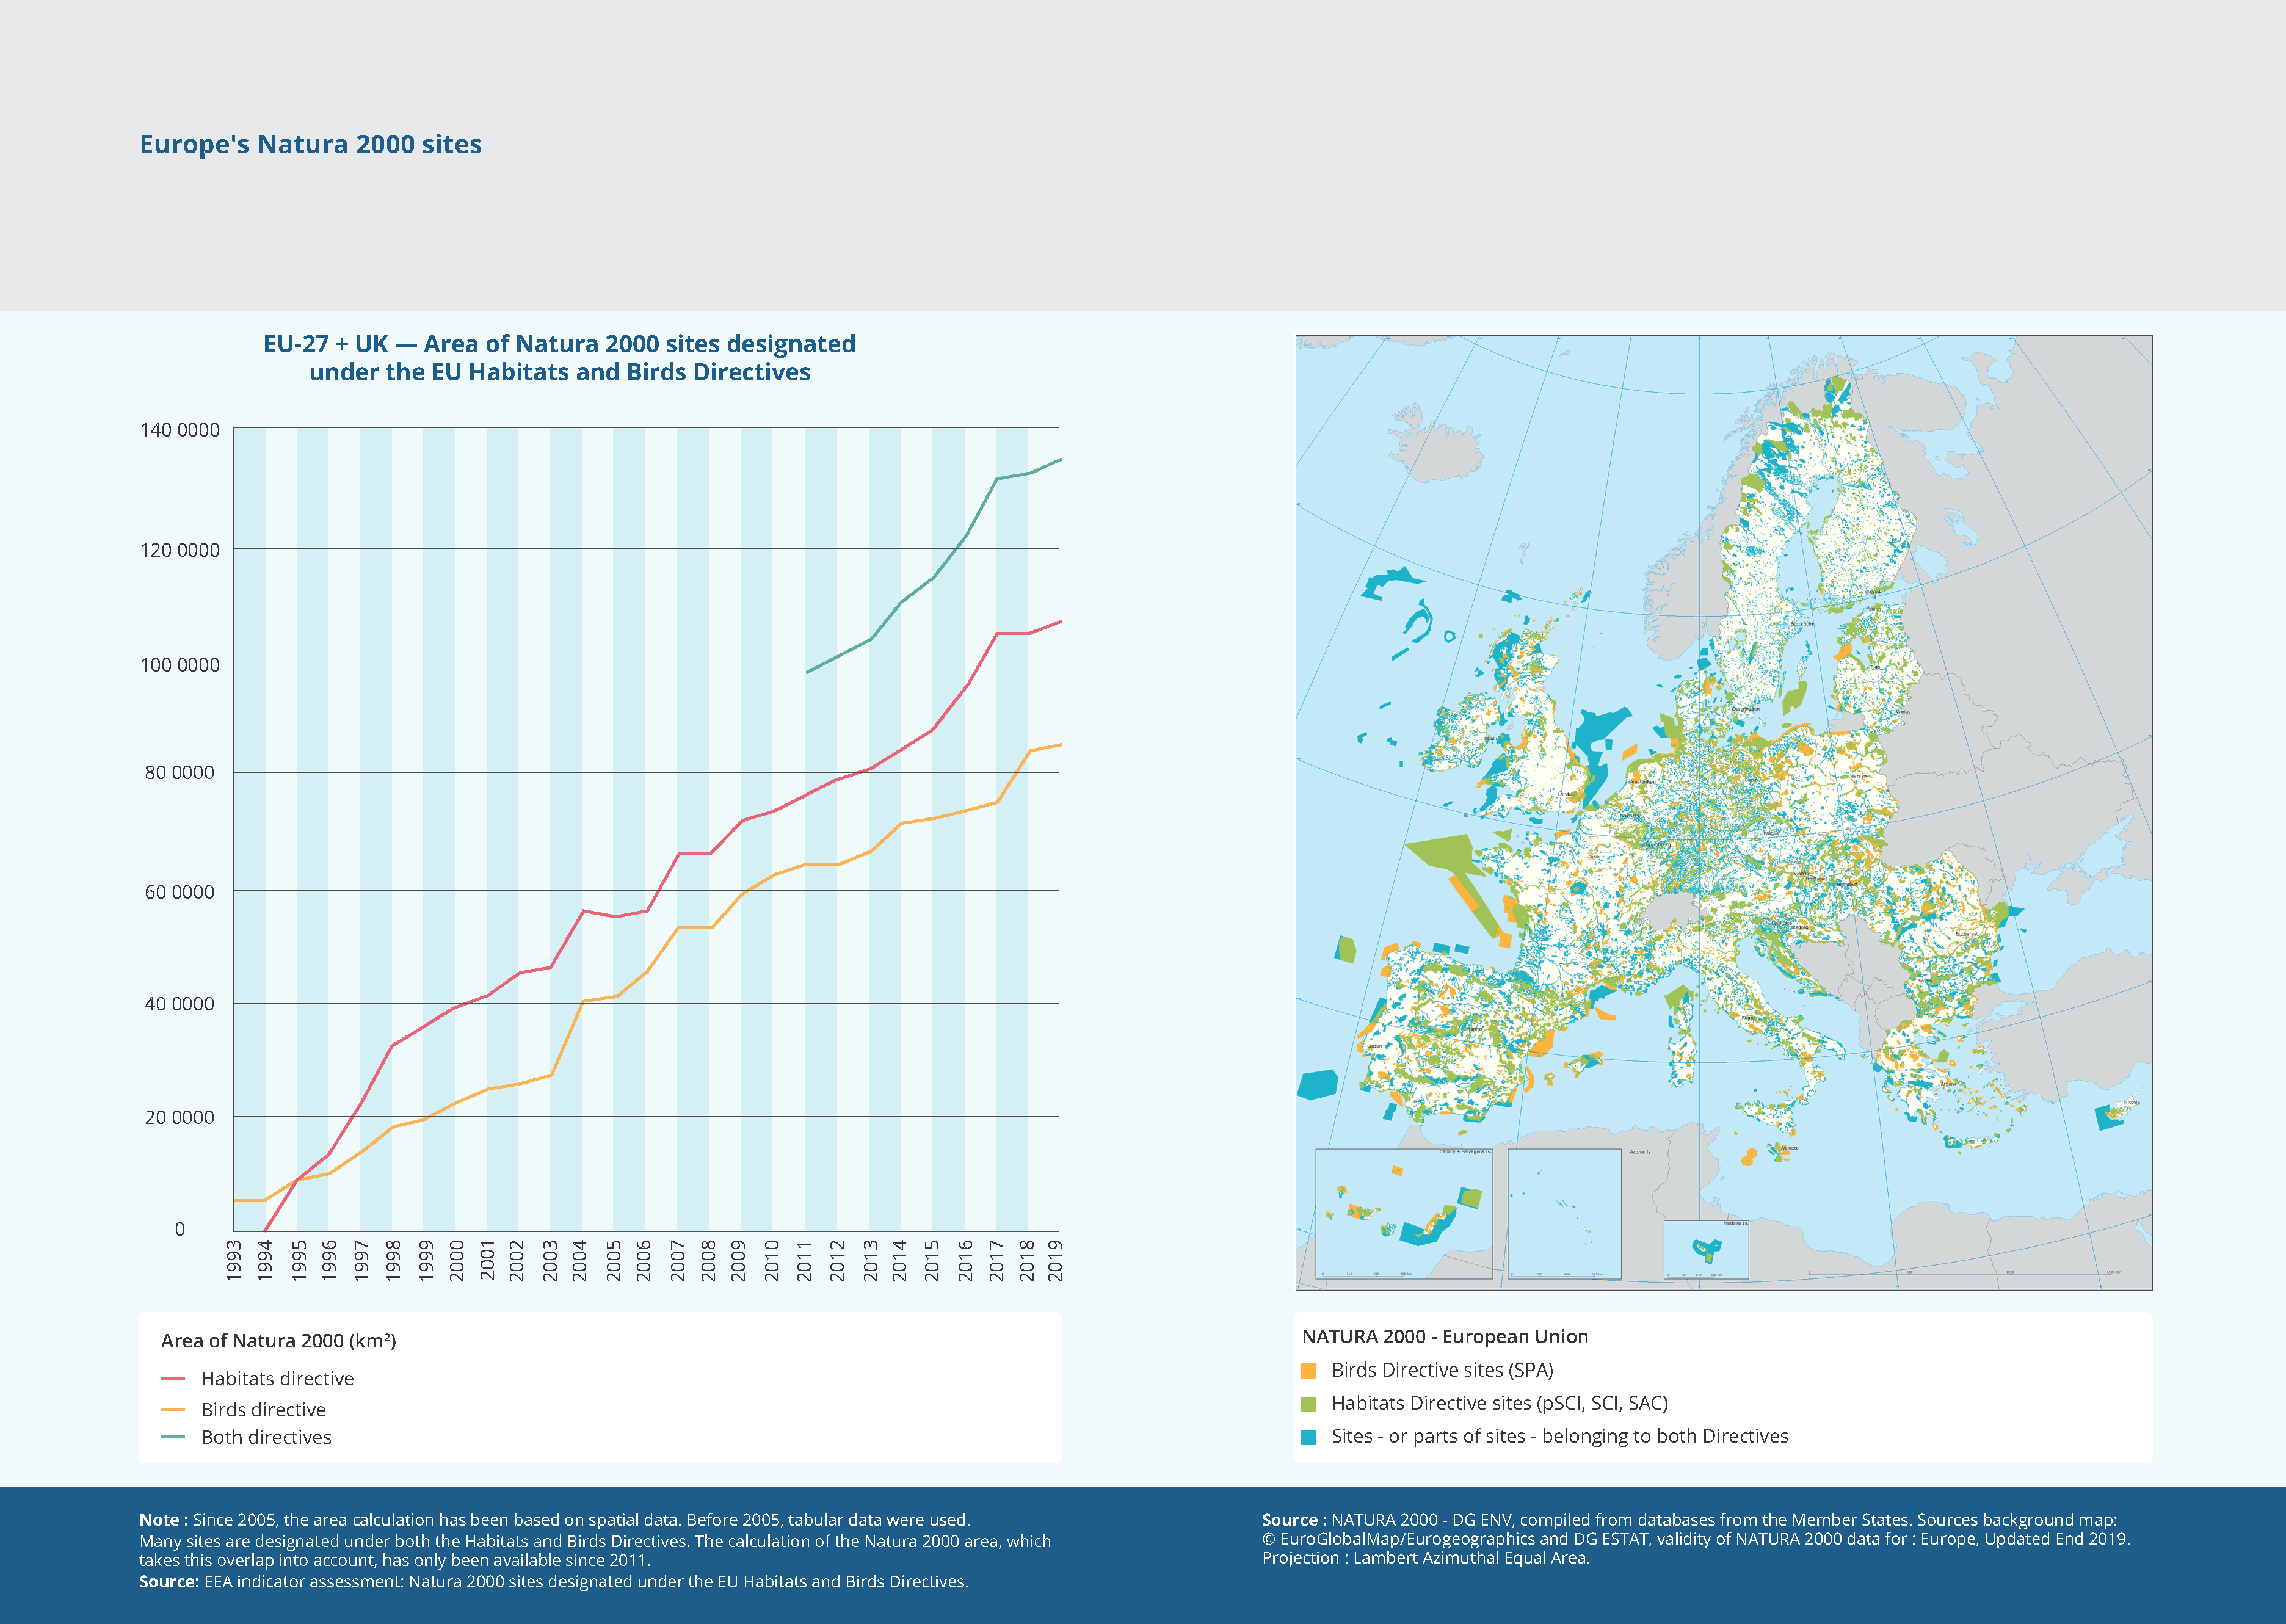 Europe's Natura 2000 sites
EU-27 + UK — Area of Natura 2000 sites designated
under the EU Habitats and Birds Directives
140 0000
120 0000
100 0000
80 0000
60 0000
40 0000
20 0000
0
1993
1994
1995
1996
1997
1998
1999
2000
2001
2002
2003
2004
2005
2006
2007
2008
2009
2010
2011
2012
2013
2014
2015
2016
2017
2018
2019
Area of Natura 2000 (km²)
Habitats directive
Birds directive
Both directives
Stockholm
Copenhagen
Vilnius
Warsaw
London
Nicosia
Canary & Selvagens Is.
Azores Is.
Madeira Is.
NATURA 2000 - European Union
Birds Directive sites (SPA)
Habitats Directive sites (pSCI, SCI, SAC)
Sites - or parts of sites - belonging to both Directives
Note : Since 2005, the area calculation has been based on spatial data. Before 2005, tabular data were used.
Many sites are designated under both the Habitats and Birds Directives. The calculation of the Natura 2000 area, which
takes this overlap into account, has only been available since 2011.
Source: EEA indicator assessment: Natura 2000 sites designated under the EU Habitats and Birds Directives.
Source : NATURA 2000 - DG ENV, compiled from databases from the Member States. Sources background map:
© EuroGlobalMap/Eurogeographics and DG ESTAT, validity of NATURA 2000 data for : Europe, Updated End 2019.
Projection : Lambert Azimuthal Equal Area.